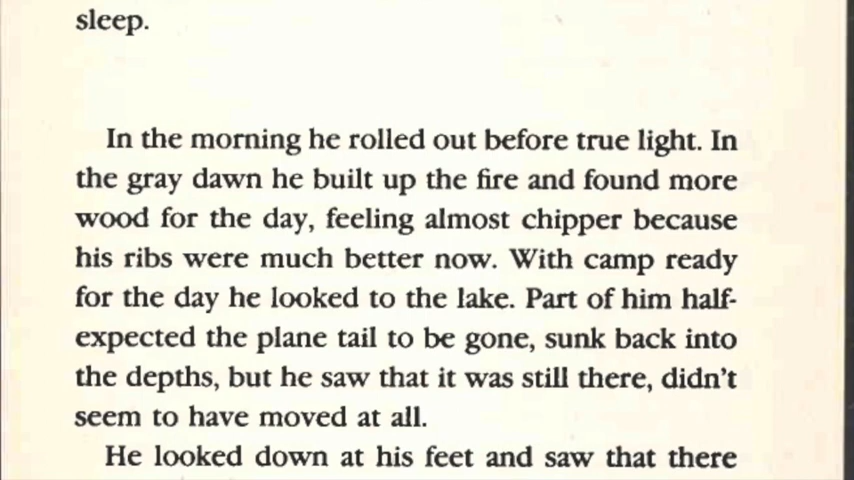 sleep.
In the morning he rolled out before true light. In
the gray dawn he built up the fire and found more
wood for the day, feeling almost chipper because
his ribs were much better now. With camp ready
for the day he looked to the lake. Part of him half-
expected the plane tail to be gone, sunk back into
the depths, but he saw that it was still there, didn't
seem to have moved at all.
He looked down at his feet and saw that there